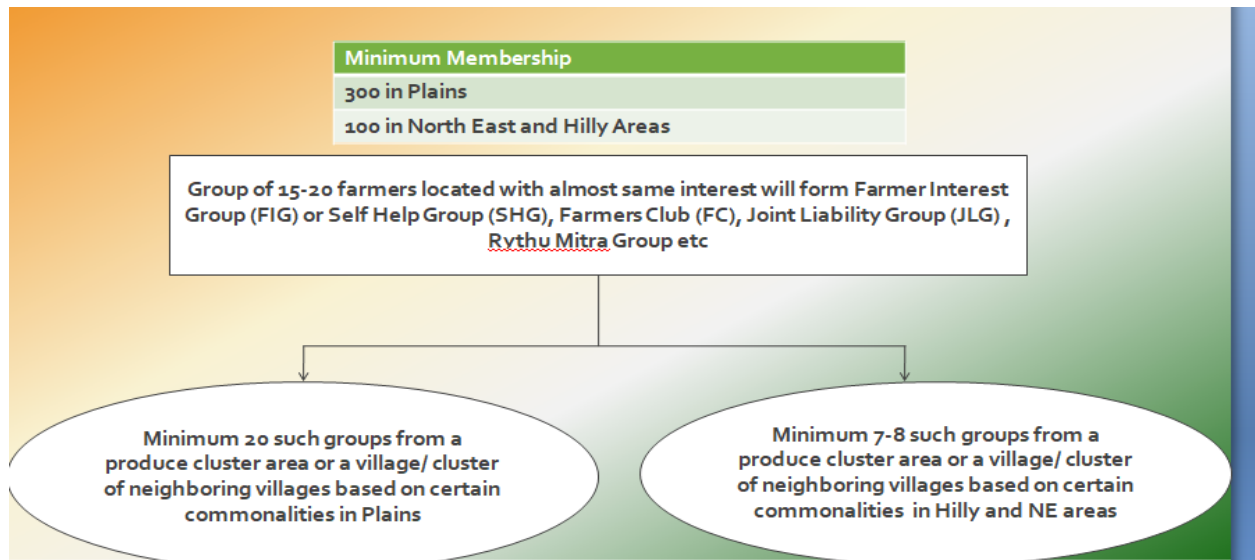 Minimum Membership
300 in Plains
100 in North East and Hilly Areas
Group of 15-20 farmers located with almost same interest will form Farmer Interest
Group (FIG) or Self Help Group (SHG), Farmers Club (FC), Joint Liability Group (JLG) ,
Rythu Mitra Group etc
Minimum 20 such groups from a
produce cluster area or a village/ cluster
of neighboring villages based on certain
commonalities in Plains
Minimum 7-8 such groups from a
produce cluster area or a village/ cluster
of neighboring villages based on certain
commonalities in Hilly and NE areas